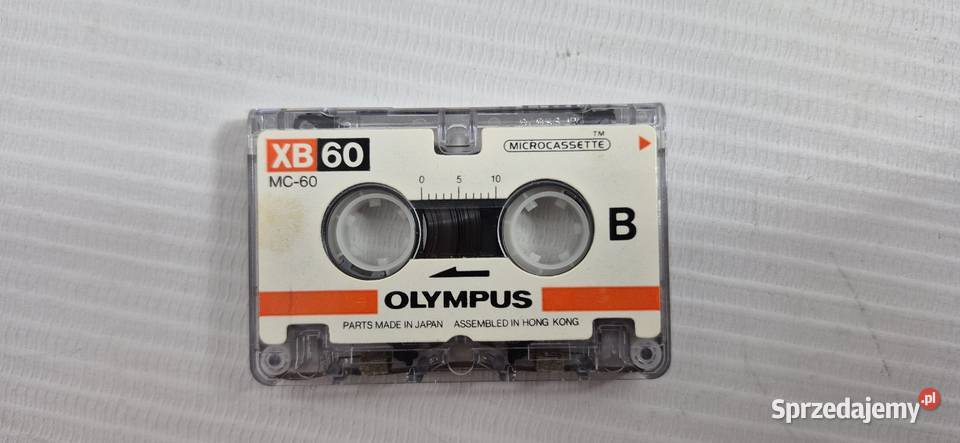 XB 60
MICROCASSETTE ™
MC-60
0 5 10
B
OLYMPUS
PARTS MADE IN JAPAN ASSEMBLED IN HONG KONG
Sprzedajemy.pl